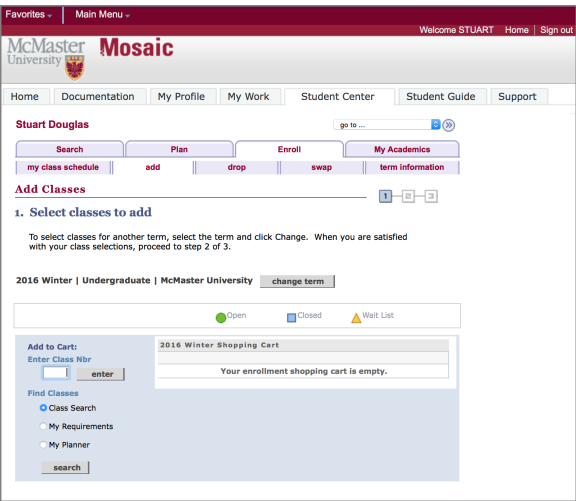 Favorites Main Menu
Welcome STUART Home Sign out
McMaster University Mosaic
Home Documentation My Profile My Work Student Center Student Guide Support
Stuart Douglas
go to ...
Search Plan Enroll My Academics
my class schedule add drop swap term information
Add Classes
1 2 3
1. Select classes to add
To select classes for another term, select the term and click Change. When you are satisfied
with your class selections, proceed to step 2 of 3.
2016 Winter | Undergraduate | McMaster University change term
Open Closed Wait List
Add to Cart:
Enter Class Nbr
enter
2016 Winter Shopping Cart
Your enrollment shopping cart is empty.
Find Classes
Class Search
My Requirements
My Planner
search